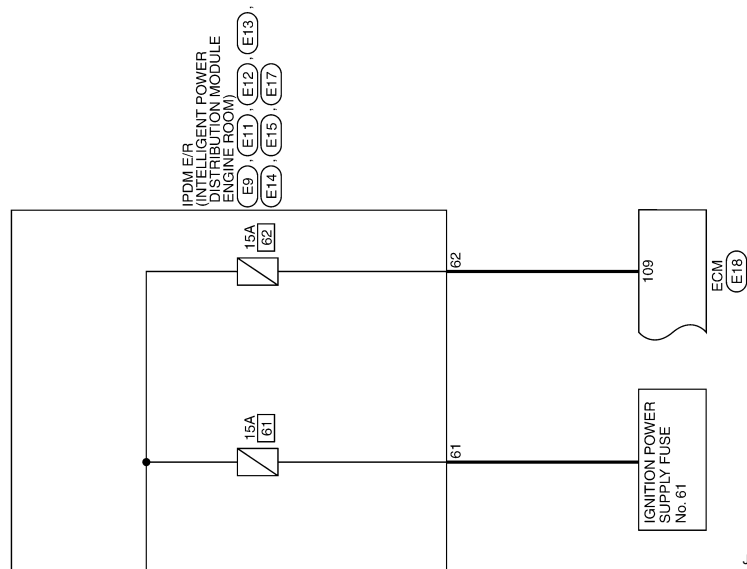 IPDM E/R
(INTELLIGENT POWER
DISTRIBUTION MODULE
ENGINE ROOM)
E9 , E11 , E12 , E13 ,
E14 , E15 , E17
15A
62
62
109
ECM
E18
15A
61
61
IGNITION POWER
SUPPLY FUSE
No. 61